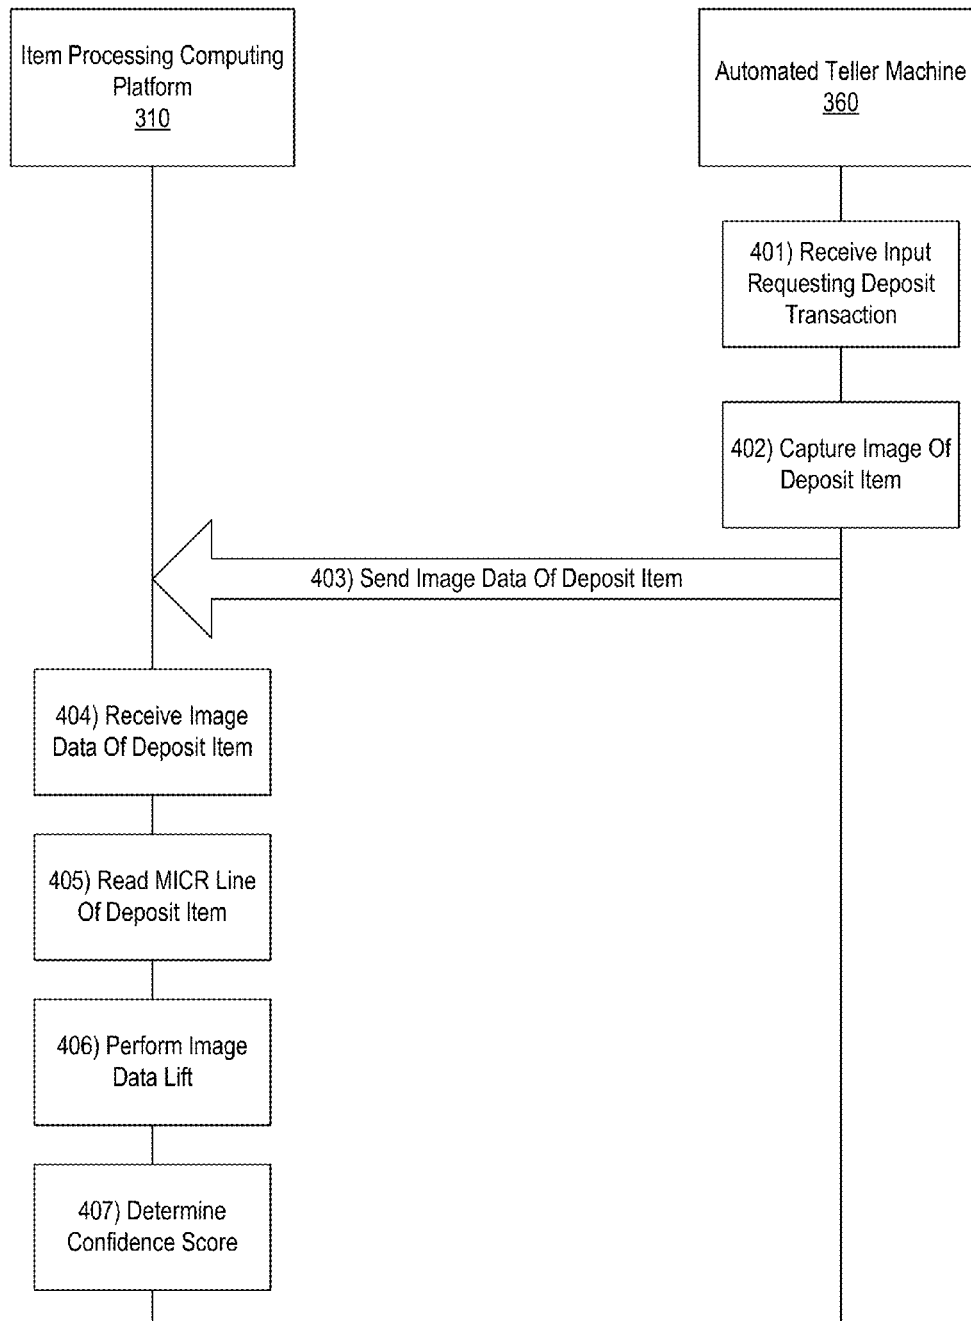 Item Processing Computing
Platform
310
Automated Teller Machine
360
401) Receive Input
Requesting Deposit
Transaction
402) Capture Image Of
Deposit Item
403) Send Image Data Of Deposit Item
404) Receive Image
Data Of Deposit Item
405) Read MICR Line
Of Deposit Item
406) Perform Image
Data Lift
407) Determine
Confidence Score